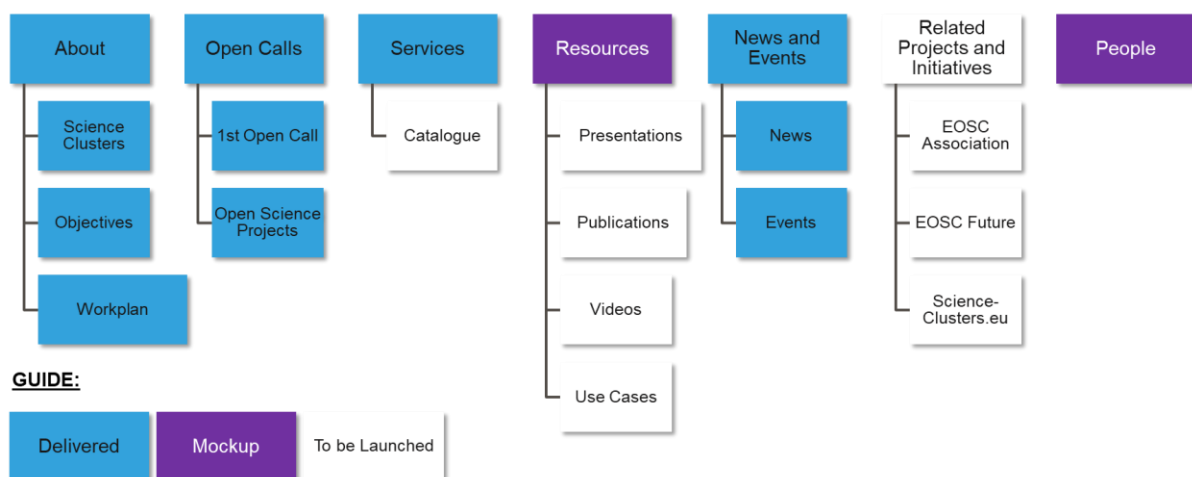 About
Open Calls
Services
Resources
News and
Events
Related
Projects and
Initiatives
People
Science
Clusters
Objectives
Workplan
1st Open Call
Open Science
Projects
Catalogue
Presentations
Publications
Videos
Use Cases
News
Events
EOSC
Association
EOSC Future
Science-
Clusters.eu
GUIDE:
Delivered
Mockup
To be Launched